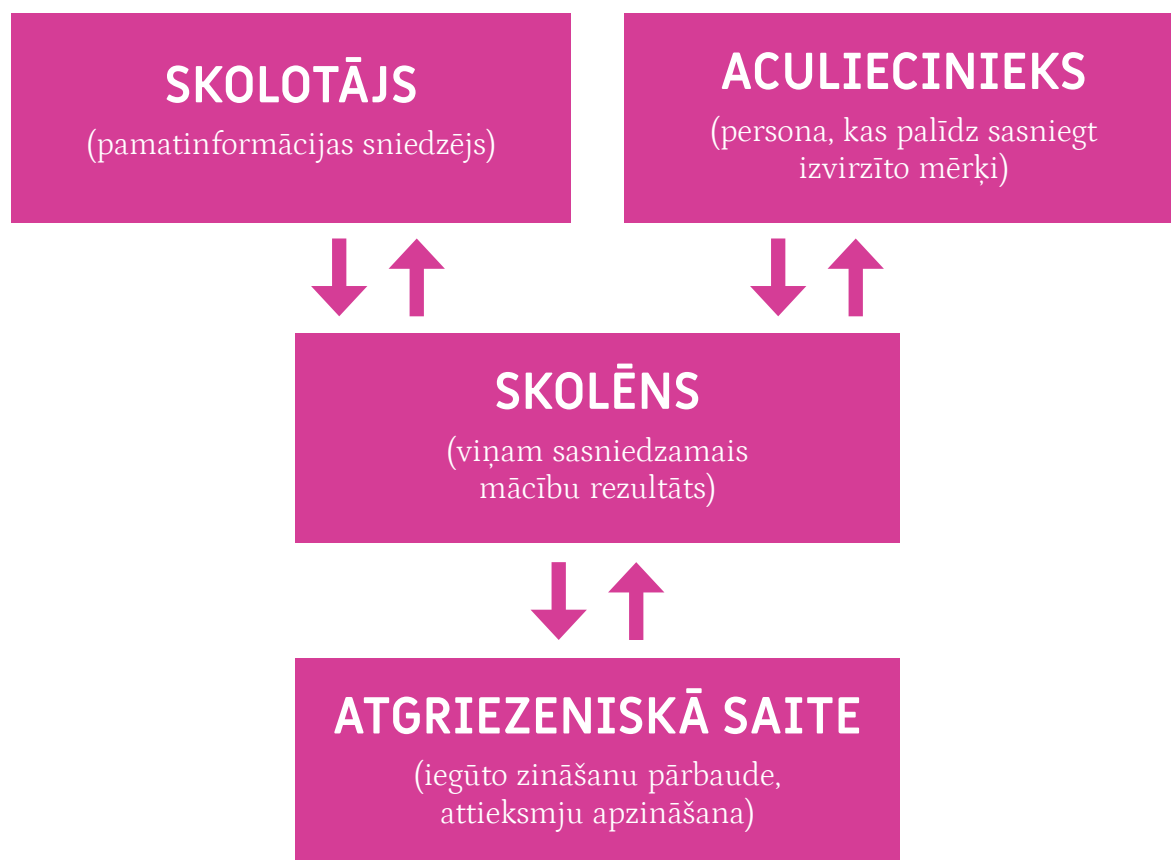 SKOLOTĀJS
(pamatinformācijas sniedzējs)
ACULIECINIEKS
(persona, kas palīdz sasniegt
izvirzīto mērķi)
SKOLĒNS
(viņam sasniedzamais
mācību rezultāts)
ATGRIEZENISKĀ SAITE
(iegūto zināšanu pārbaude,
attieksmju apzināšana)